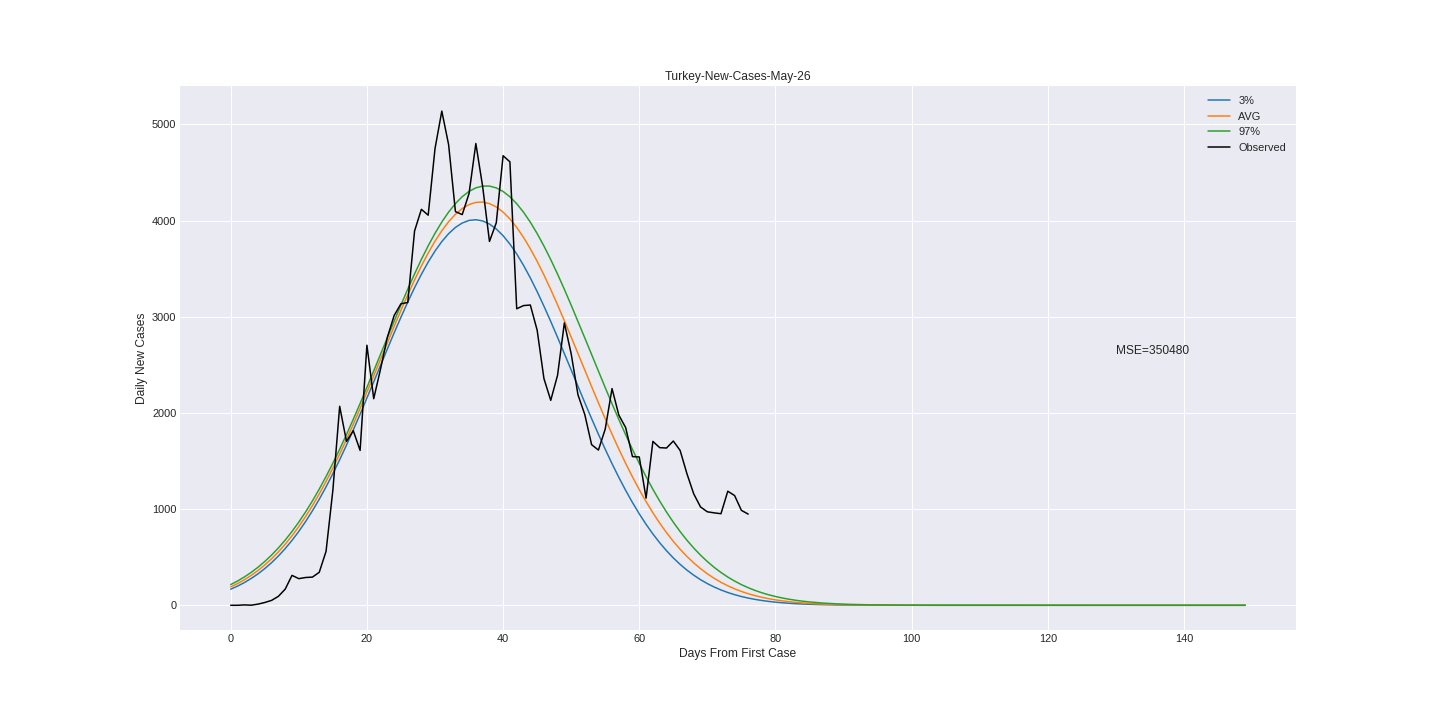 Turkey-New-Cases-May-26
3%
AVG
97%
Observed
5000
4000
3000
2000
1000
0
Daily New Cases
MSE=350480
0 20 40 60 80 100 120 140
Days From First Case